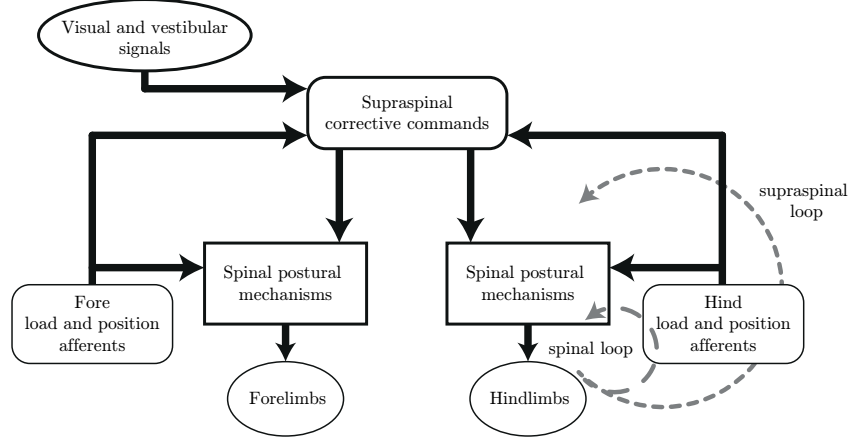 Visual and vestibular
signals
Supraspinal
corrective commands
supraspinal
loop
Spinal postural
mechanisms
Spinal postural
mechanisms
Fore
load and position
afferents
Hind
load and position
afferents
spinal loop
Forelimbs
Hindlimbs